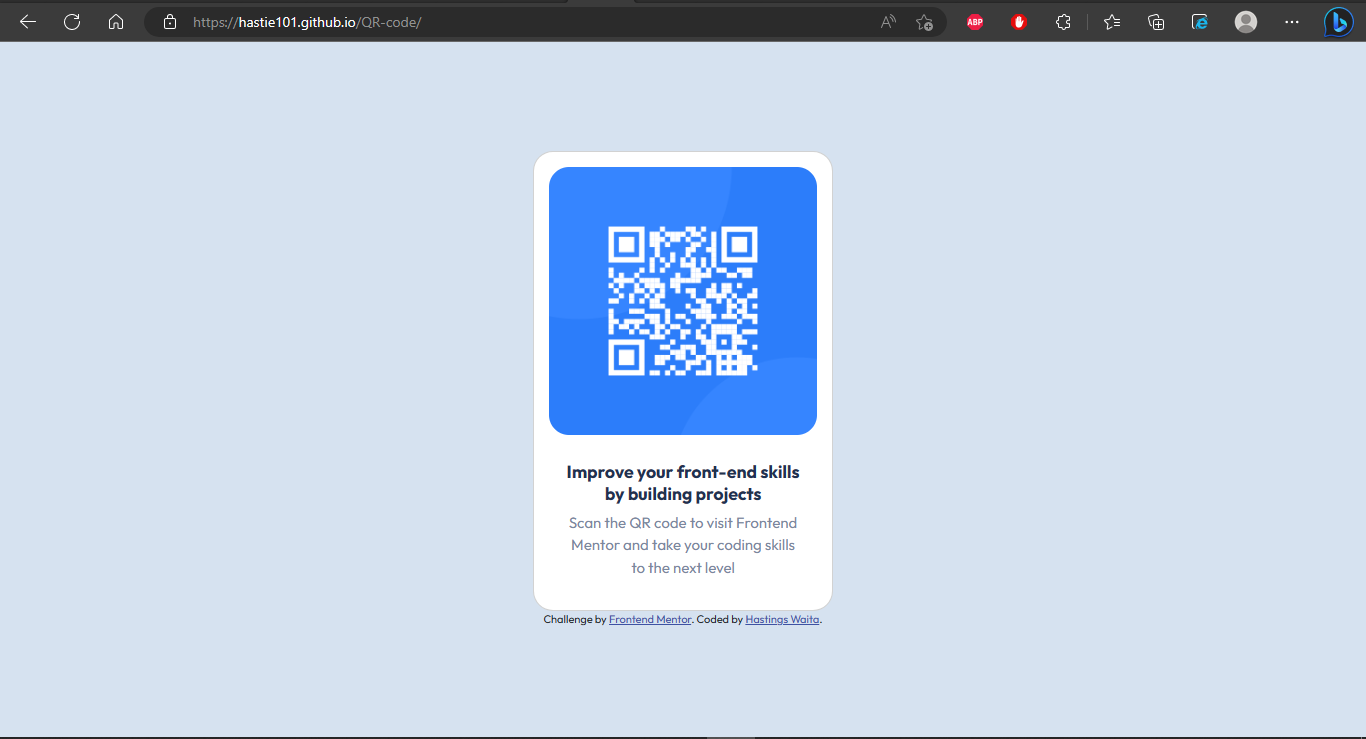 https://hastie101.github.io/QR-code/
A
ABP
Improve your front-end skills
by building projects
Scan the QR code to visit Frontend
Mentor and take your coding skills
to the next level
Challenge by Frontend Mentor. Coded by Hastings Waita.